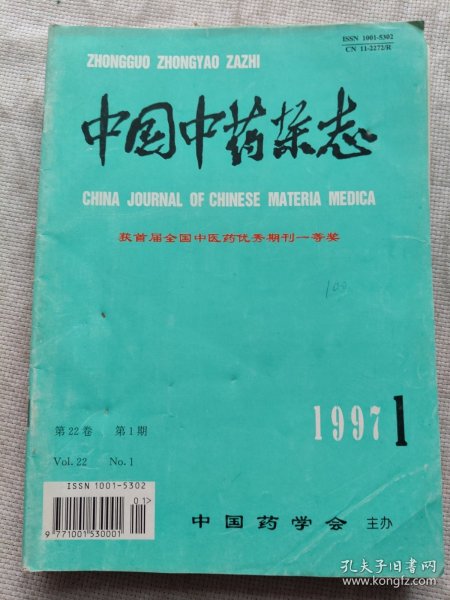 ISSN 1001-5302
CN 11-2272/R
ZHONGGUO ZHONGYAO ZAZHI
中国中药杂志
CHINA JOURNAL OF CHINESE MATERIA MEDICA
获首届全国中医药优秀期刊一等奖
100
1997 1
第22卷 第1期
Vol.22 No.1
ISSN 1001-5302
01>
9 771001 530001
中国药学会 主办
孔夫子旧书网
www.kongfz.com